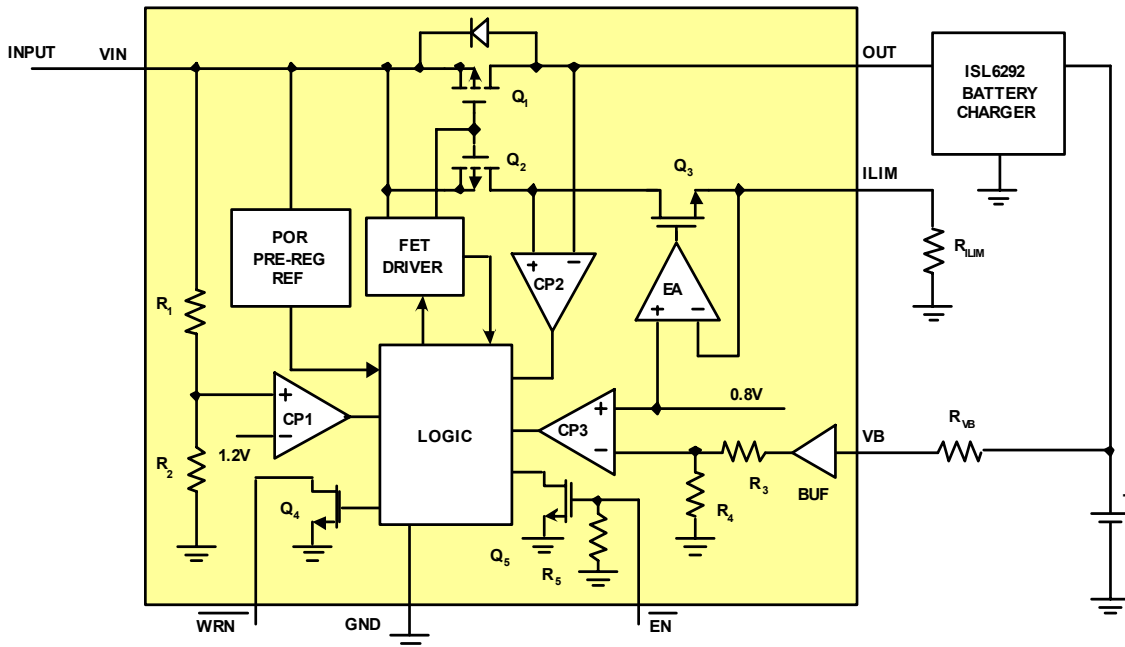 INPUT
VIN
OUT
ISL6292
BATTERY
CHARGER
Q1
Q2
Q3
ILIM
RILIM
POR
PRE-REG
REF
FET
DRIVER
+
−
CP2
EA
+
−
R1
+
CP1
−
1.2V
LOGIC
+
CP3
−
0.8V
VB
RVB
R2
R3
BUF
R4
Q4
Q5
R5
WRN
GND
EN